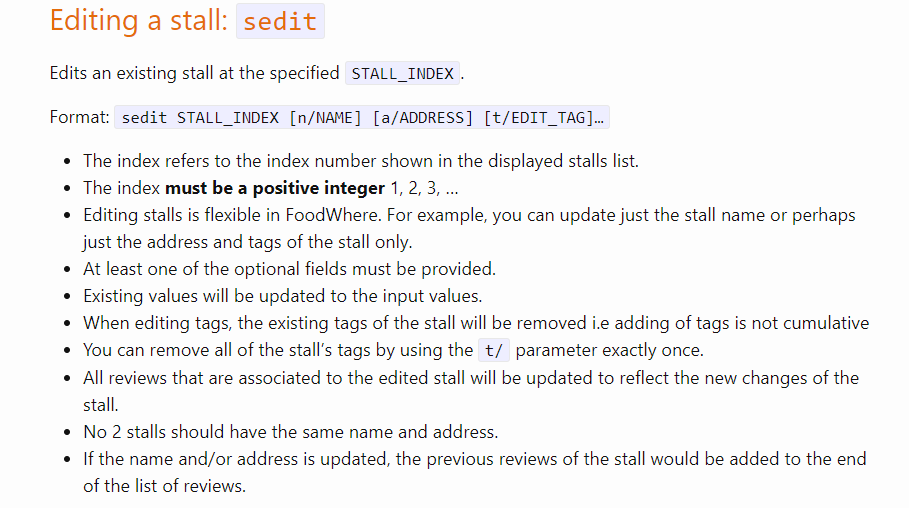 Editing a stall: sedit
Edits an existing stall at the specified STALL_INDEX.
Format: sedit STALL_INDEX [n/NAME] [a/ADDRESS] [t/EDIT_TAG]…
• The index refers to the index number shown in the displayed stalls list.
• The index must be a positive integer 1, 2, 3, …
• Editing stalls is flexible in FoodWhere. For example, you can update just the stall name or perhaps
just the address and tags of the stall only.
• At least one of the optional fields must be provided.
• Existing values will be updated to the input values.
• When editing tags, the existing tags of the stall will be removed i.e adding of tags is not cumulative
• You can remove all of the stall’s tags by using the t/ parameter exactly once.
• All reviews that are associated to the edited stall will be updated to reflect the new changes of the
stall.
• No 2 stalls should have the same name and address.
• If the name and/or address is updated, the previous reviews of the stall would be added to the end
of the list of reviews.